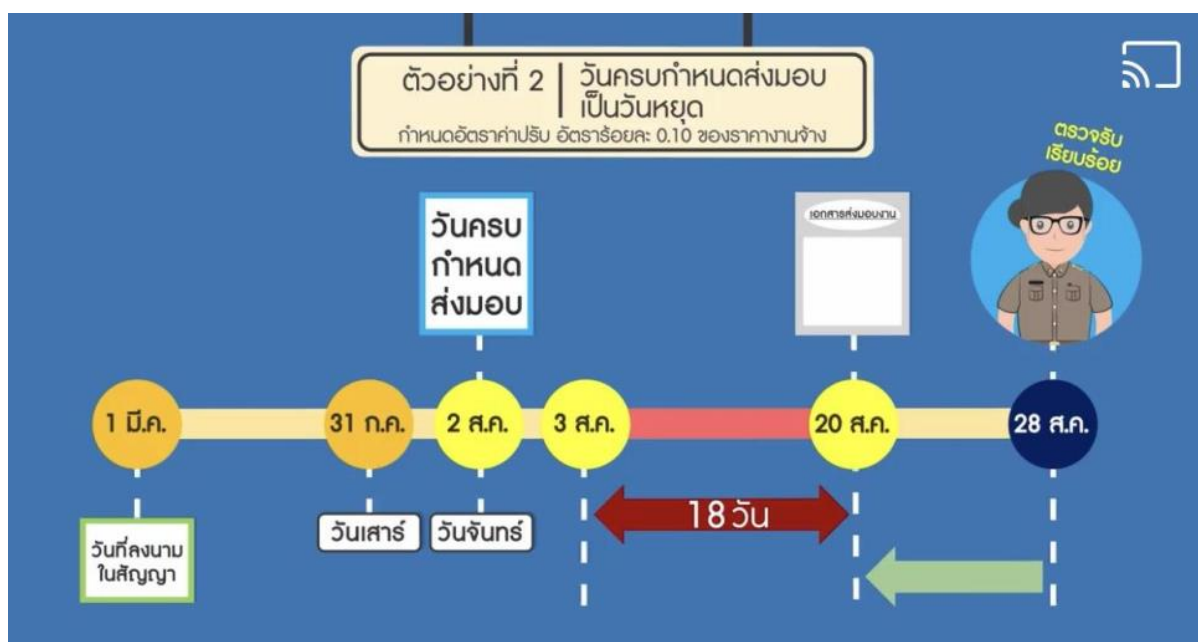 ตัวอย่างที่ 2
วันครบกำหนดส่งมอบ
เป็นวันหยุด
กำหนดอัตราค่าปรับ อัตราร้อยละ 0.10 ของราคางานจ้าง
ตรวจรับ
เรียบร้อย
วันครบ
กำหนด
ส่งมอบ
เอกสารส่งมอบงาน
1 มี.ค.
31 ก.ค.
2 ส.ค.
3 ส.ค.
20 ส.ค.
28 ส.ค.
18 วัน
วันเสาร์
วันจันทร์
วันที่ลงนาม
ในสัญญา